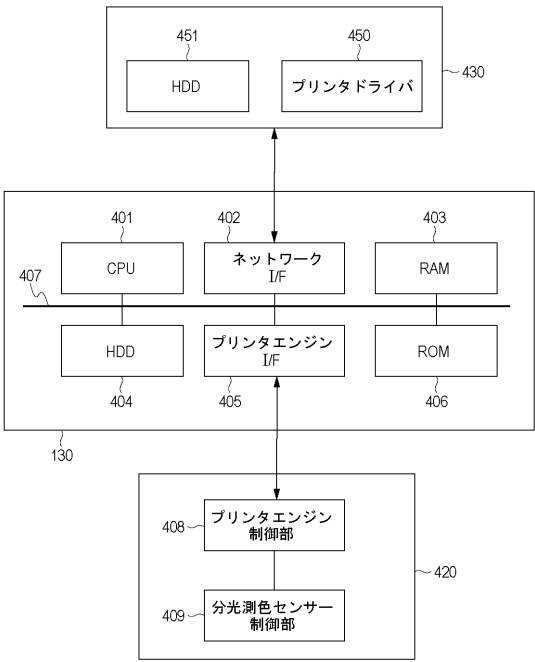 451
450
HDD
プリンタドライバ
430
401
402
403
CPU
ネットワーク
I/F
RAM
407
HDD
プリンタエンジン
I/F
ROM
404
405
406
130
408
プリンタエンジン
制御部
420
409
分光測色センサー
制御部